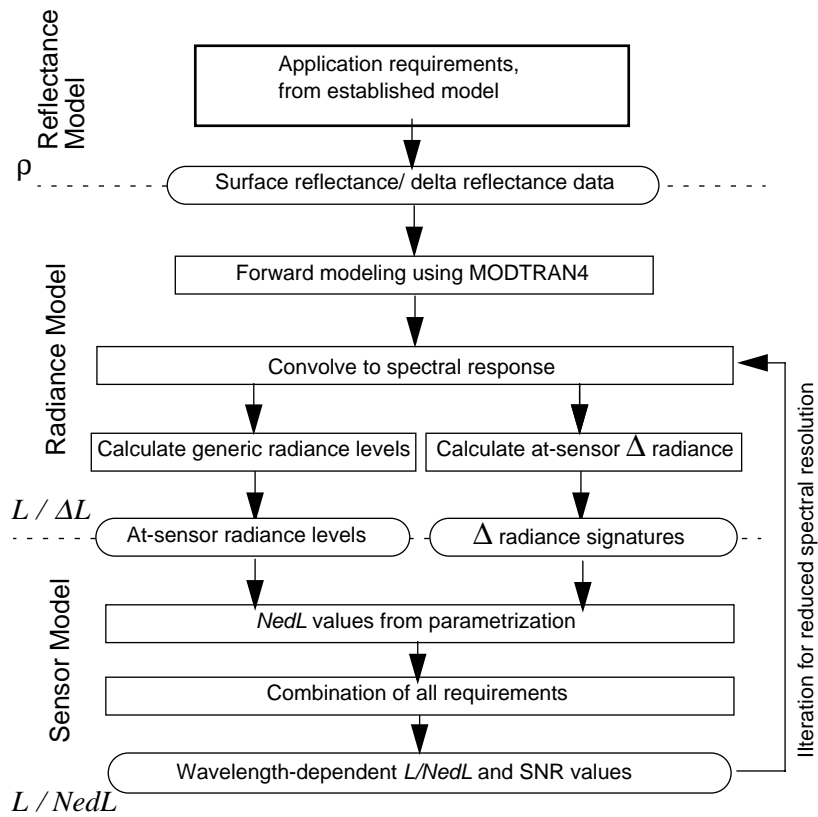 Reflectance
Model
Application requirements,
from established model
ρ
Surface reflectance/ delta reflectance data
Radiance Model
Forward modeling using MODTRAN4
Convolve to spectral response
Calculate generic radiance levels
Calculate at-sensor Δ radiance
L / ΔL
At-sensor radiance levels
Δ radiance signatures
Iteration for reduced spectral resolution
Sensor Model
NedL values from parametrization
Combination of all requirements
Wavelength-dependent L/NedL and SNR values
L / NedL